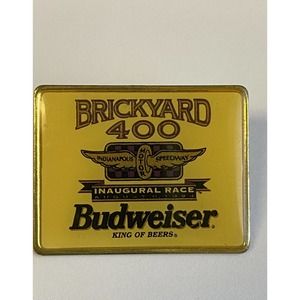 BRICKYARD
400
INDIANAPOLIS SPEEDWAY
INAUGURAL RACE
Budweiser®
KING OF BEERS®